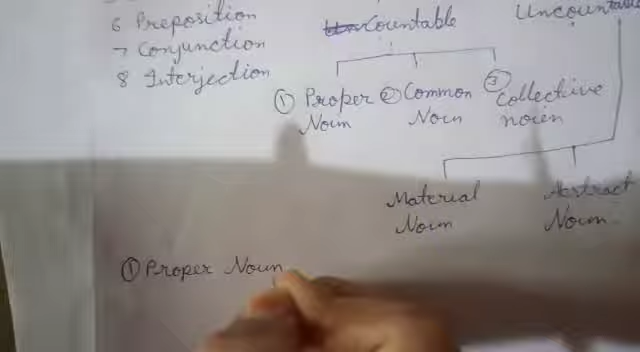 6 Preposition
7 Conjunction
8 Interjection
Countable
Uncountable
① Proper Noun
② Common Noun
③ Collective noun
Material Noun
Abstract Noun
① Proper Noun